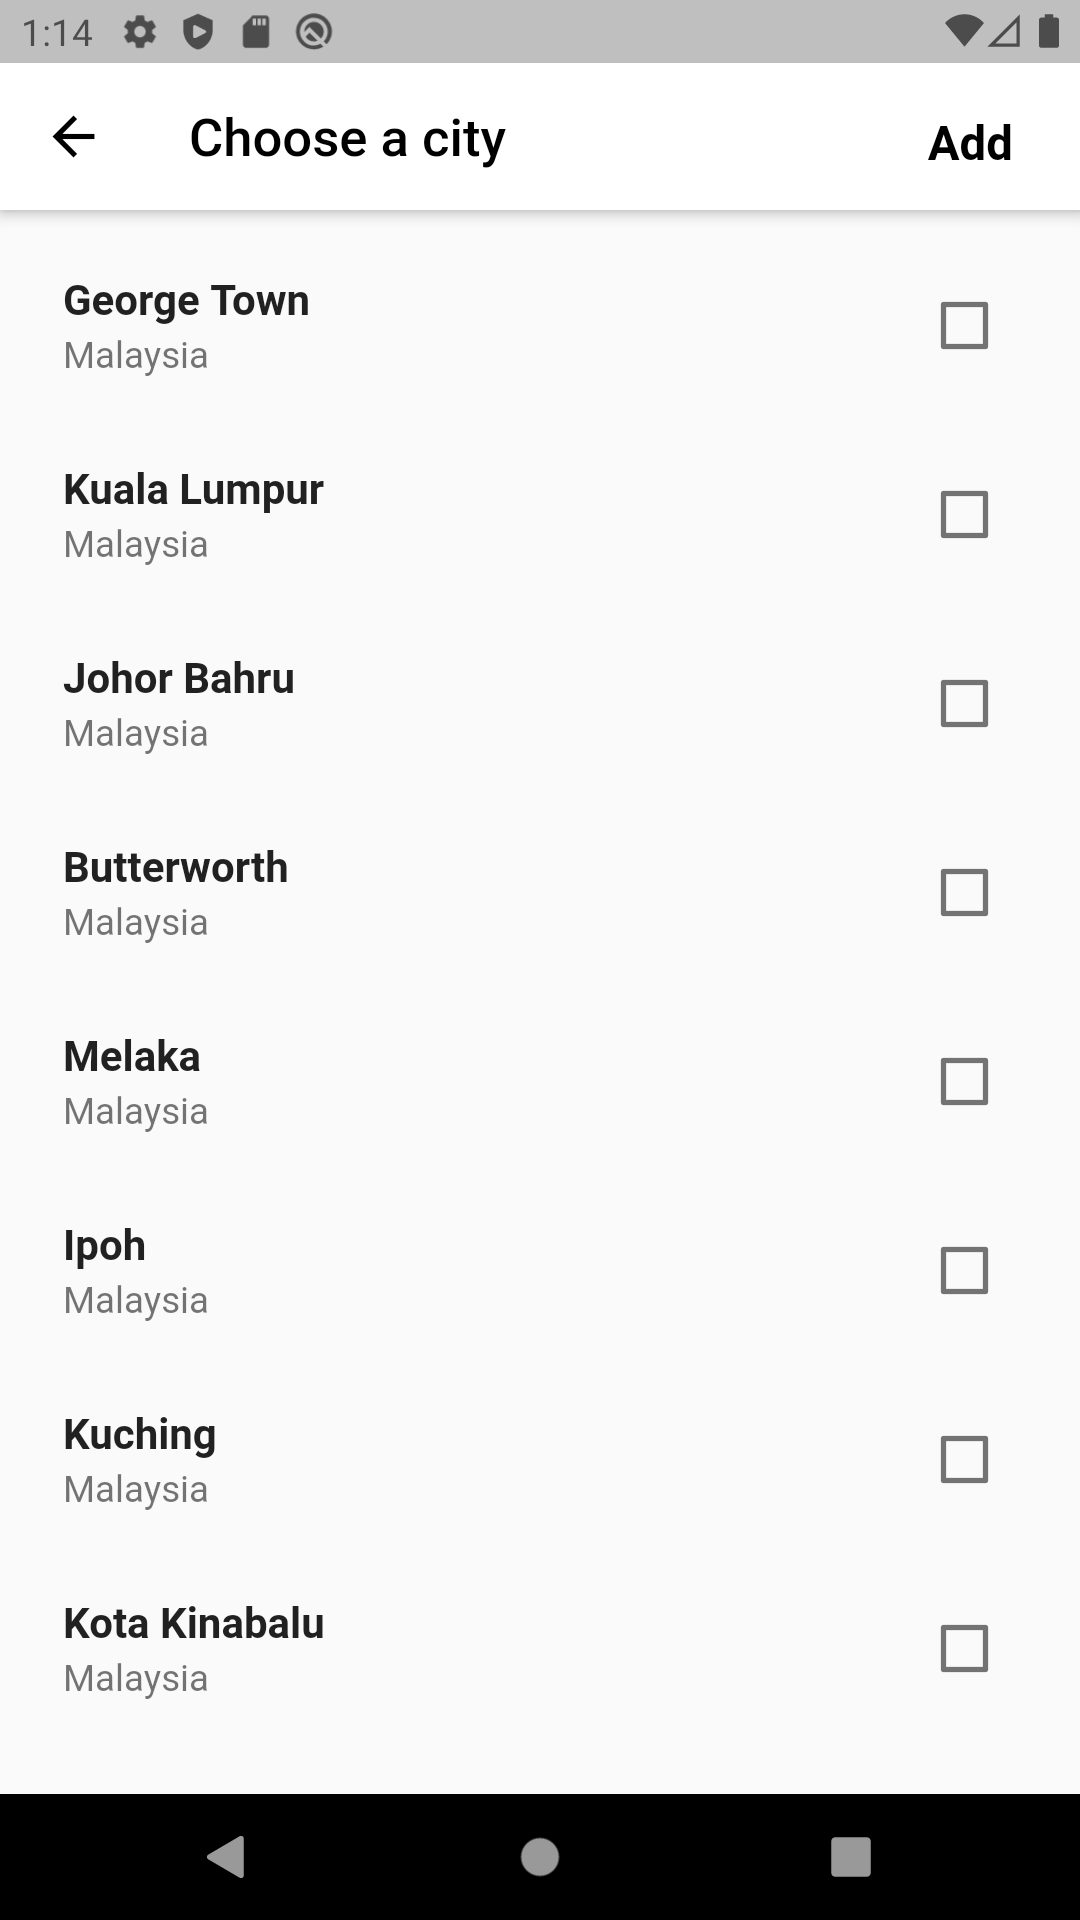 1:14
Choose a city
Add
George Town
Malaysia
Kuala Lumpur
Malaysia
Johor Bahru
Malaysia
Butterworth
Malaysia
Melaka
Malaysia
Ipoh
Malaysia
Kuching
Malaysia
Kota Kinabalu
Malaysia